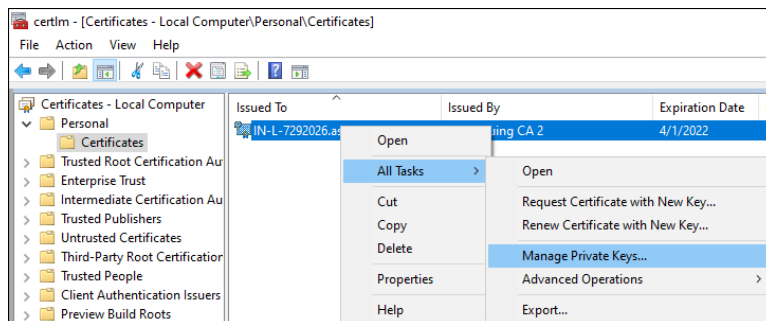 certlm - [Certificates - Local Computer\Personal\Certificates]
File Action View Help
Certificates - Local Computer
Personal
Certificates
Trusted Root Certification Au
Enterprise Trust
Intermediate Certification Au
Trusted Publishers
Untrusted Certificates
Third-Party Root Certification
Trusted People
Client Authentication Issuers
Preview Build Roots
Issued To Issued By Expiration Date
IN-L-7292026.as uing CA 2 4/1/2022
Open
All Tasks
Cut
Copy
Delete
Properties
Help
Open
Request Certificate with New Key...
Renew Certificate with New Key...
Manage Private Keys...
Advanced Operations
Export...